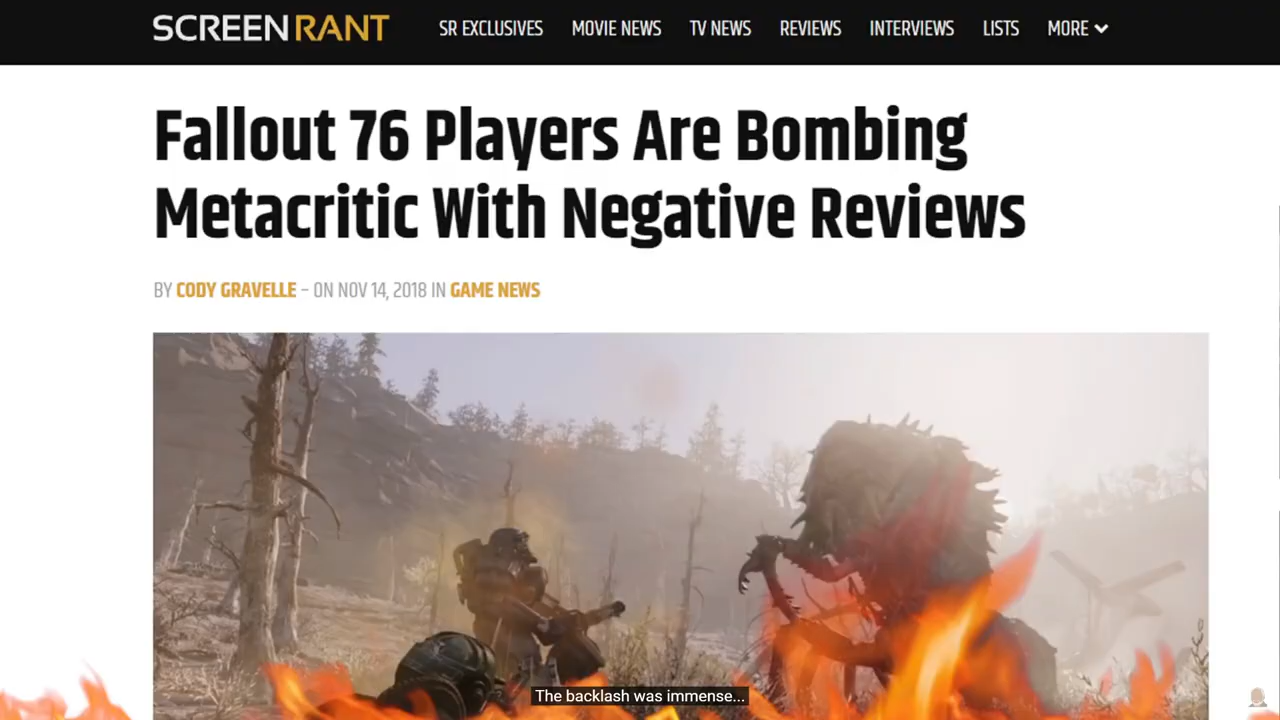 SCREENRANT SR EXCLUSIVES MOVIE NEWS TV NEWS REVIEWS INTERVIEWS LISTS MORE
Fallout 76 Players Are Bombing
Metacritic With Negative Reviews
BY CODY GRAVELLE – ON NOV 14, 2018 IN GAME NEWS
The backlash was immense...